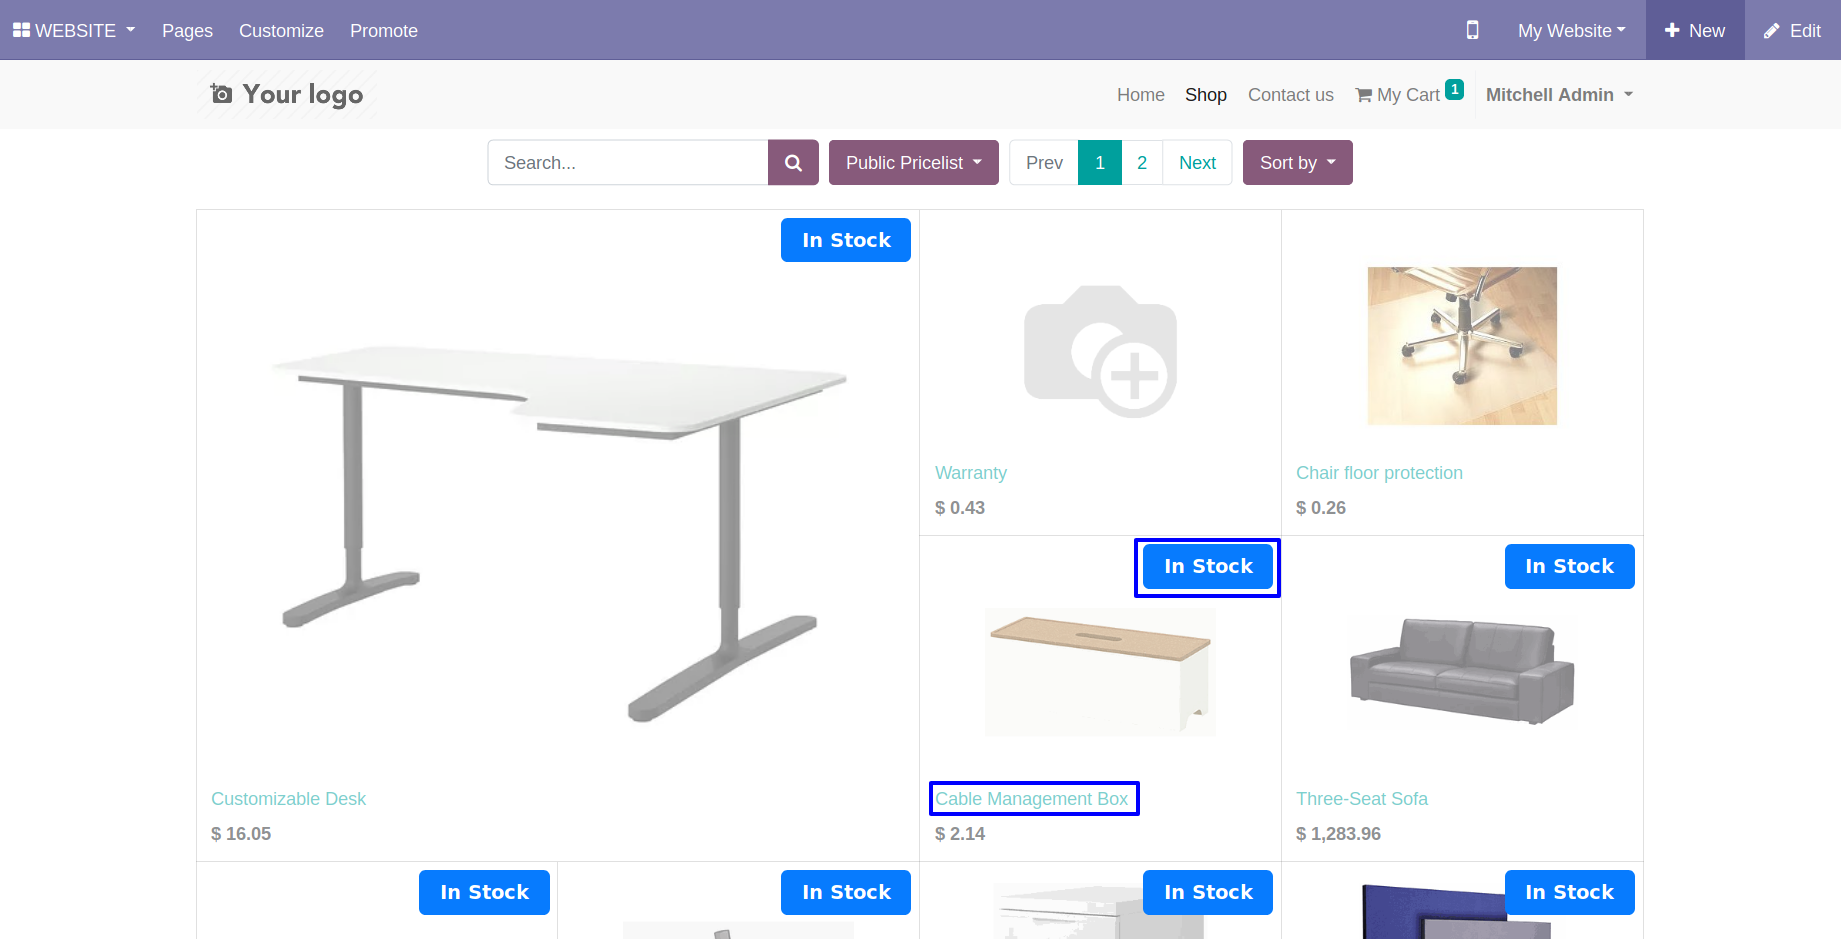 WEBSITE Pages Customize Promote My Website New Edit
Your logo Home Shop Contact us My Cart 1 Mitchell Admin
Search... Public Pricelist Prev 1 2 Next Sort by
In Stock
Warranty Chair floor protection
$ 0.43 $ 0.26
In Stock In Stock
Customizable Desk Cable Management Box Three-Seat Sofa
$ 16.05 $ 2.14 $ 1,283.96
In Stock In Stock In Stock In Stock